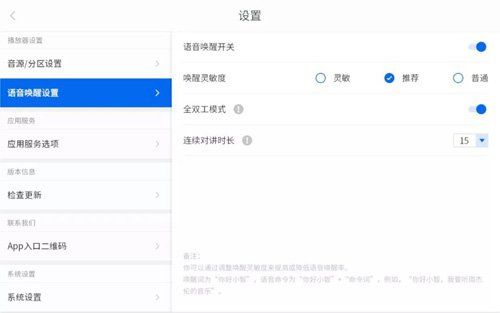 设置
播放器设置
音源/分区设置
语音唤醒设置
应用服务
应用服务选项
版本信息
检查更新
联系我们
App入口二维码
系统设置
系统设置
语音唤醒开关
唤醒灵敏度 灵敏 推荐 普通
全双工模式
连续对讲时长 15
备注:
你可以通过调整唤醒灵敏度来提高或降低语音唤醒率。
唤醒词为“你好小智”，语音命令为“你好小智”+“命令词”，例如，“你好小智，我要听周杰
伦的音乐”。